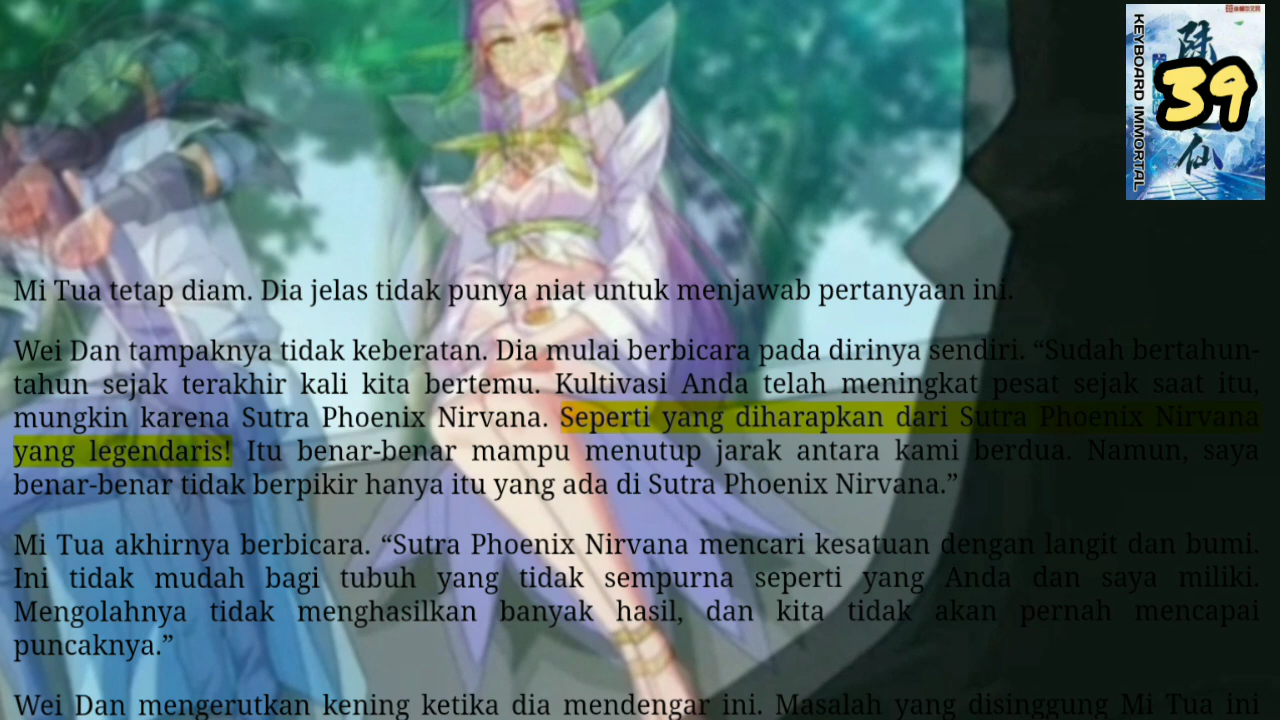 KEYBOARD IMMORTAL
陆
39
仙
Mi Tua tetap diam. Dia jelas tidak punya niat untuk menjawab pertanyaan ini.
Wei Dan tampaknya tidak keberatan. Dia mulai berbicara pada dirinya sendiri. “Sudah bertahun-
tahun sejak terakhir kali kita bertemu. Kultivasi Anda telah meningkat pesat sejak saat itu,
mungkin karena Sutra Phoenix Nirvana. Seperti yang diharapkan dari Sutra Phoenix Nirvana
yang legendaris! Itu benar-benar mampu menutup jarak antara kami berdua. Namun, saya
benar-benar tidak berpikir hanya itu yang ada di Sutra Phoenix Nirvana.”
Mi Tua akhirnya berbicara. “Sutra Phoenix Nirvana mencari kesatuan dengan langit dan bumi.
Ini tidak mudah bagi tubuh yang tidak sempurna seperti yang Anda dan saya miliki.
Mengolahnya tidak menghasilkan banyak hasil, dan kita tidak akan pernah mencapai
puncaknya.”
Wei Dan mengerutkan kening ketika dia mendengar ini. Masalah yang disinggung Mi Tua ini